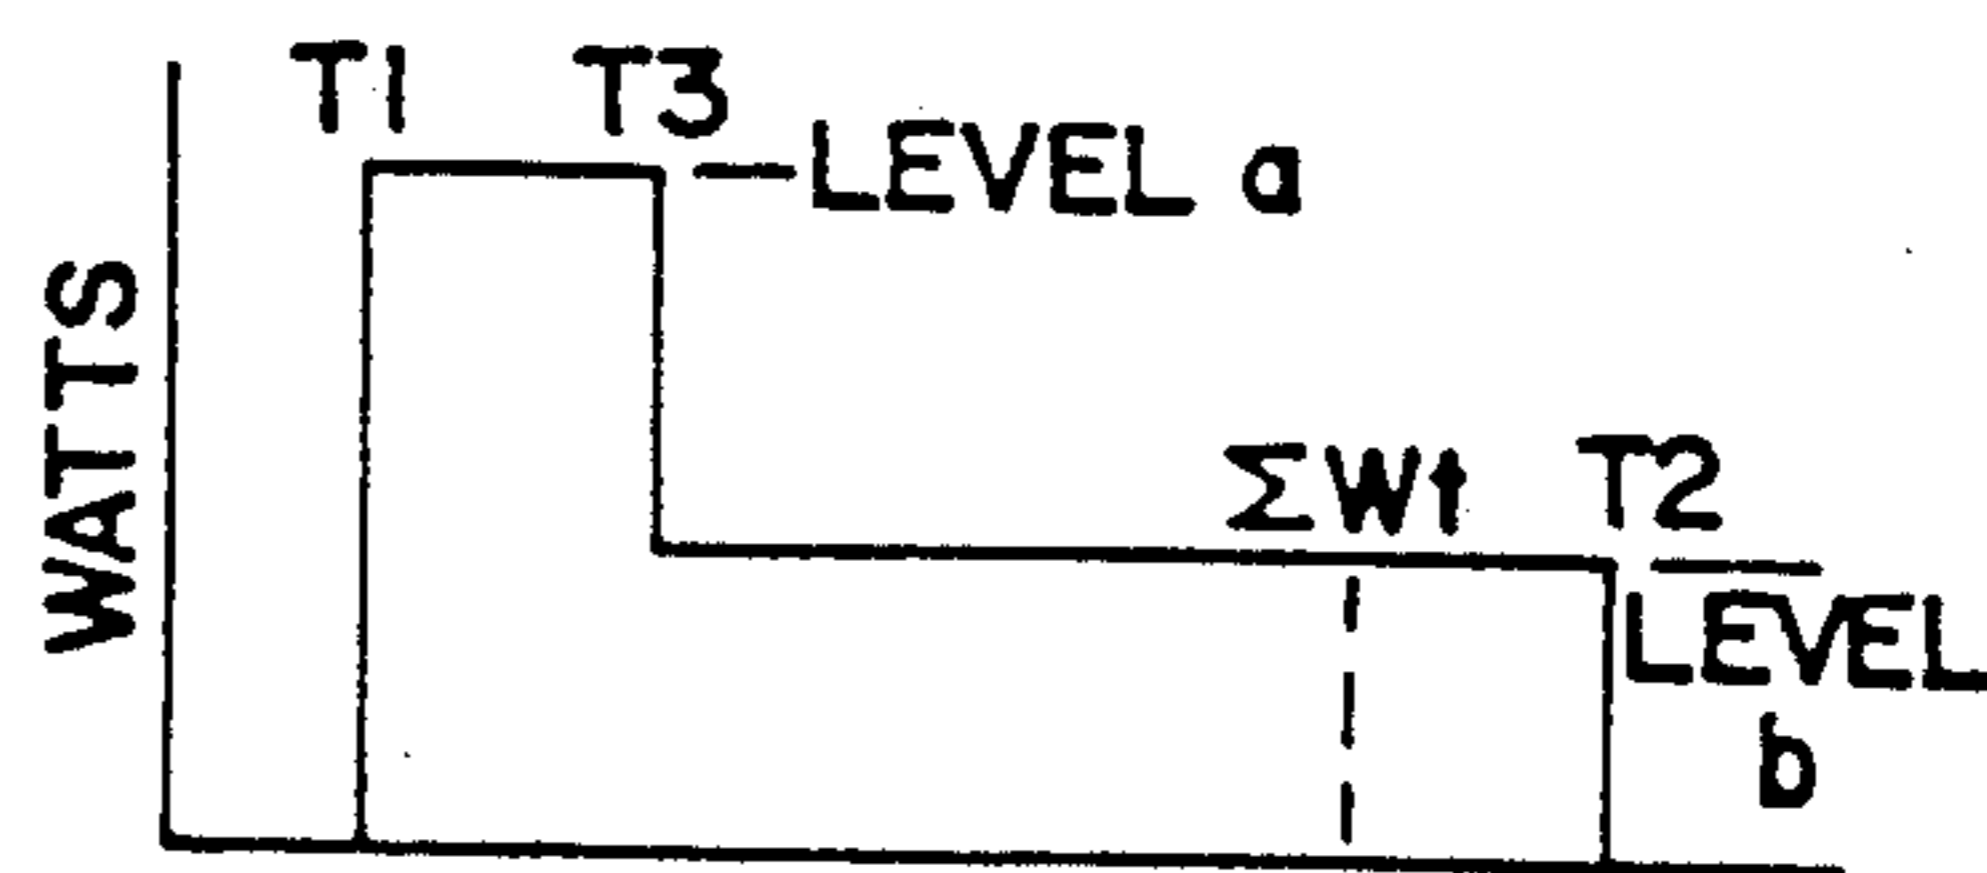 T1 T3
LEVEL a
WATTS
ΣWt T2
LEVEL
b